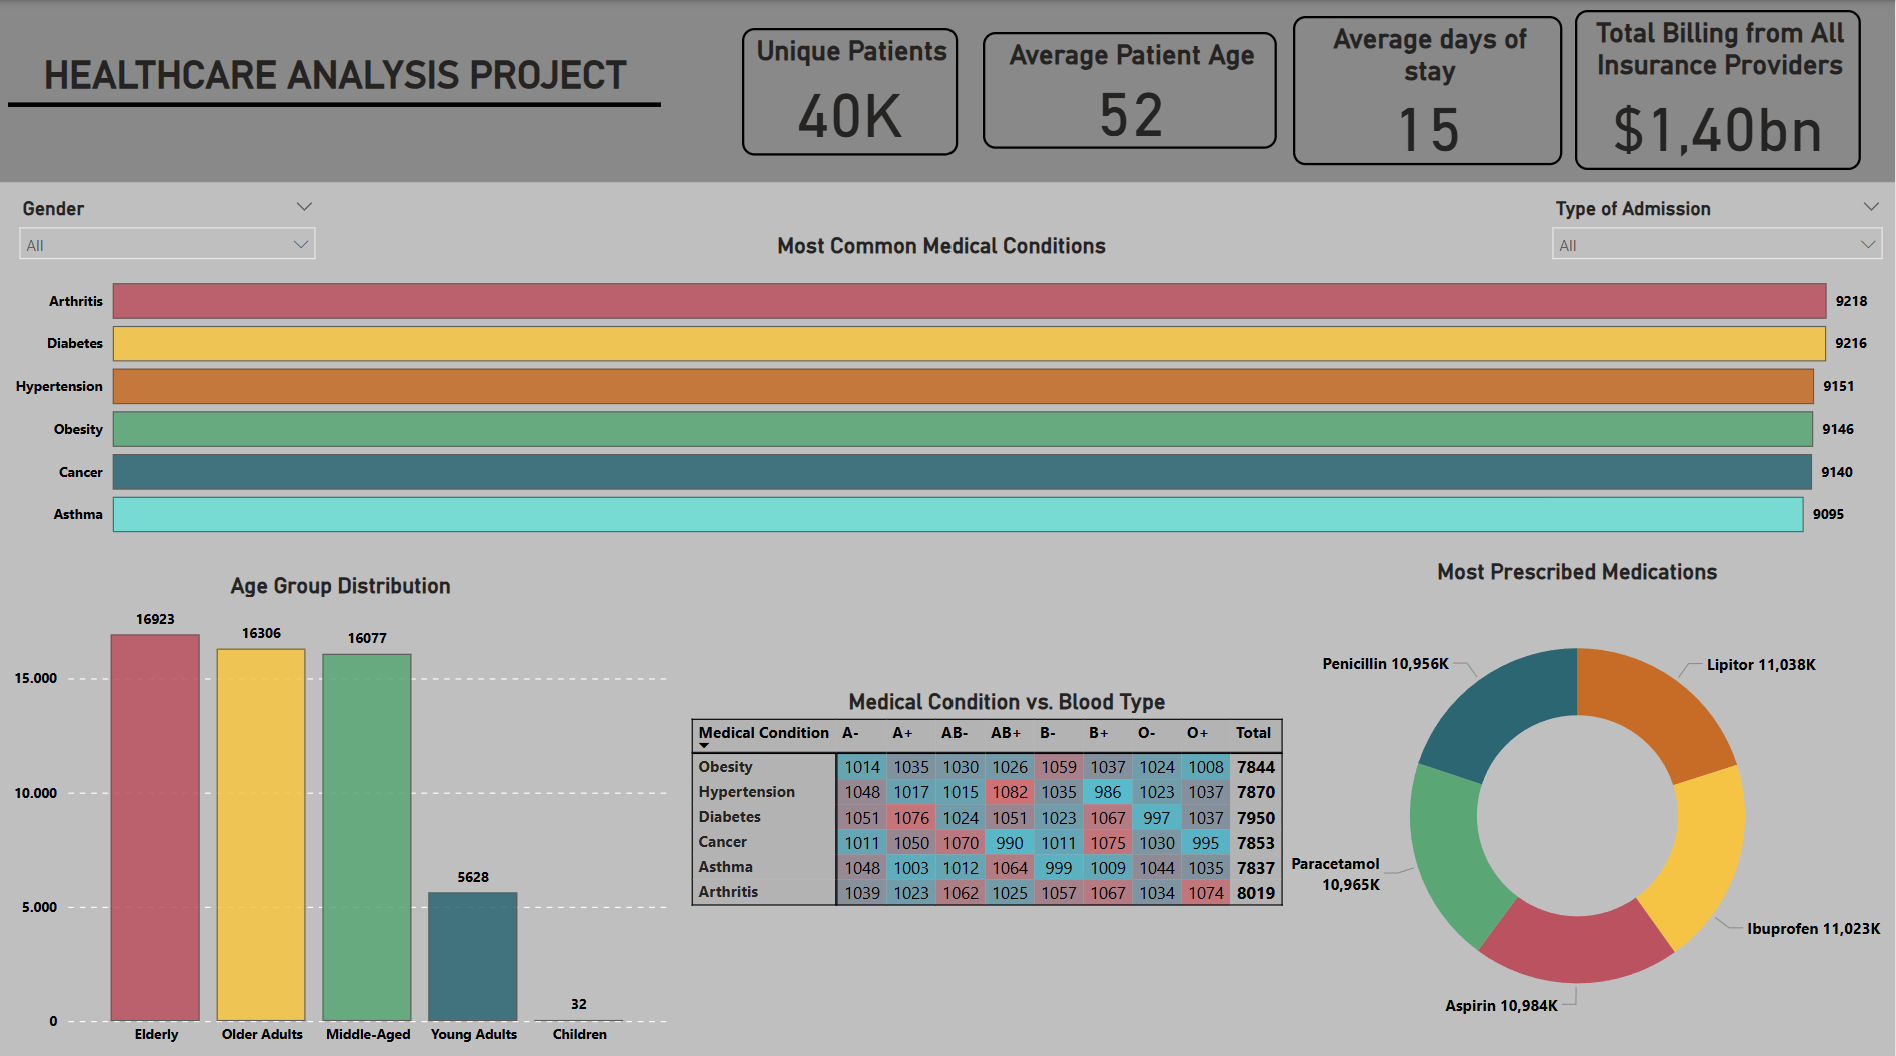 HEALTHCARE ANALYSIS PROJECT
Unique Patients
40K
Average Patient Age
52
Average days of
stay
15
Total Billing from All
Insurance Providers
$1,40bn
Gender
All
Type of Admission
All
Most Common Medical Conditions
Arthritis 9218
Diabetes 9216
Hypertension 9151
Obesity 9146
Cancer 9140
Asthma 9095
Age Group Distribution
16923
16306
16077
5628
32
15.000
10.000
5.000
0
Elderly Older Adults Middle-Aged Young Adults Children
Medical Condition vs. Blood Type
Medical Condition A- A+ AB- AB+ B- B+ O- O+ Total
Obesity 1014 1035 1030 1026 1059 1037 1024 1008 7844
Hypertension 1048 1017 1015 1082 1035 986 1023 1037 7870
Diabetes 1051 1076 1024 1051 1023 1067 997 1037 7950
Cancer 1011 1050 1070 990 1011 1075 1030 995 7853
Asthma 1048 1003 1012 1064 999 1009 1044 1035 7837
Arthritis 1039 1023 1062 1025 1057 1067 1034 1074 8019
Most Prescribed Medications
Penicillin 10,956K
Lipitor 11,038K
Paracetamol
10,965K
Ibuprofen 11,023K
Aspirin 10,984K